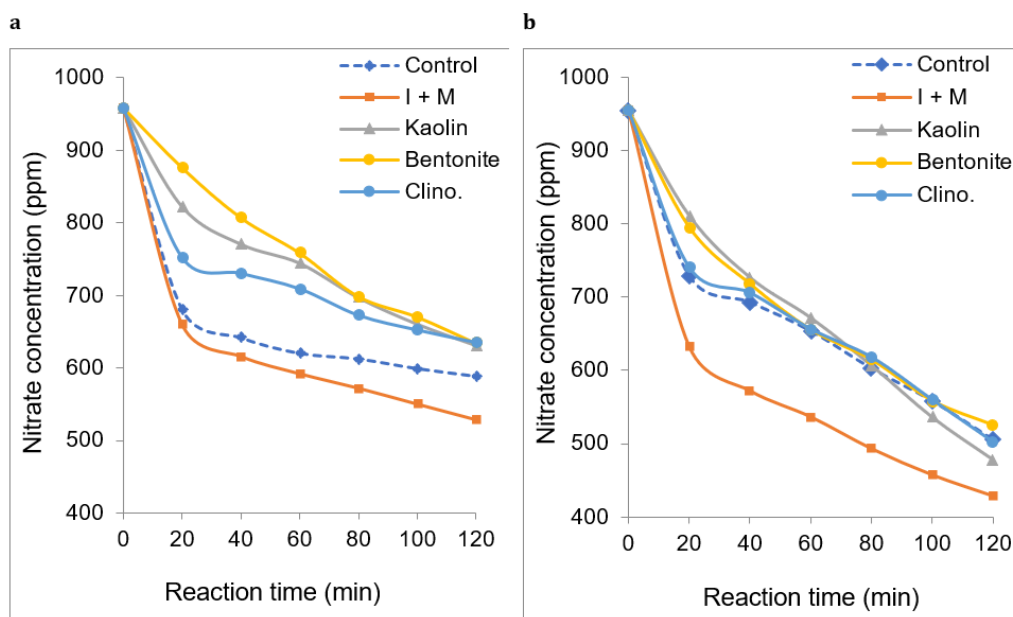 a
Control
I + M
Kaolin
Bentonite
Clino.
Nitrate concentration (ppm)
1000
900
800
700
600
500
400
0 20 40 60 80 100 120
Reaction time (min)
b
Control
I + M
Kaolin
Bentonite
Clino.
Nitrate concentration (ppm)
1000
900
800
700
600
500
400
0 20 40 60 80 100 120
Reaction time (min)